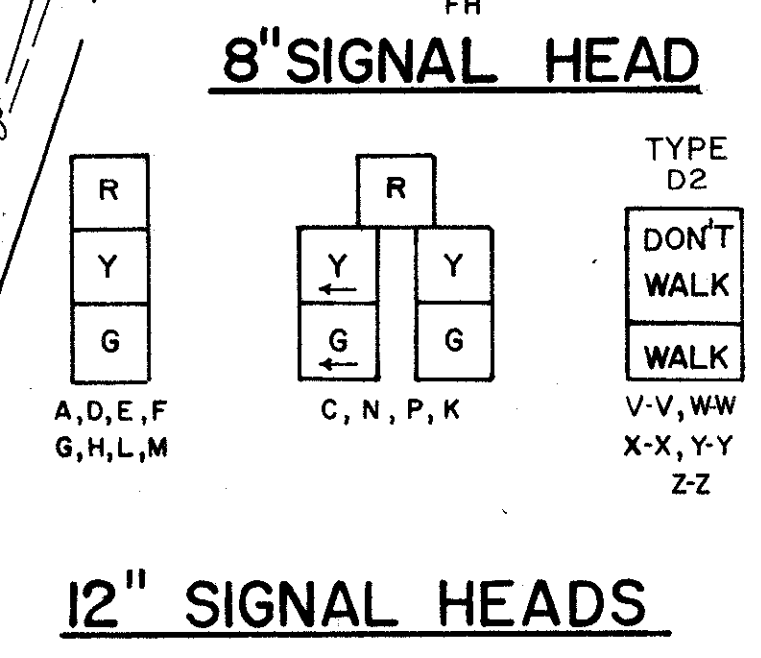 FH
8" SIGNAL HEAD
R
Y
G
A, D, E, F
G, H, L, M
R
Y Y
G G
C, N, P, K
TYPE
D2
DON'T
WALK
WALK
V-V, W-W
X-X, Y-Y
Z-Z
12" SIGNAL HEADS